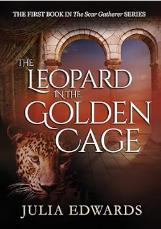 THE FIRST BOOK IN The Scar Gatherer SERIES
THE
LEOPARD
IN THE
GOLDEN
CAGE
JULIA EDWARDS